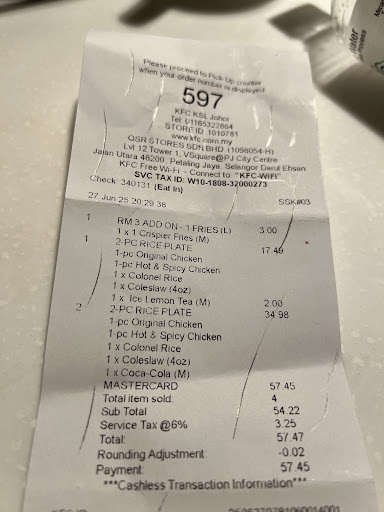 Please proceed to Pick Up counter
when your order number is displayed
597
KFC KSL Johor
Tel: 01165322864
STORE ID: 1010781
www.kfc.com.my
QSR STORES SDN BHD (1098054-H)
Lvl 12 Tower 1, VSquare@PJ City Centre
Jalan Utara 46200, Petaling Jaya, Selangor Darul Ehsan
KFC Free Wi-Fi - Connect to "KFC-WiFi"
SVC TAX ID: W10-1808-32000273
Check 340131 (Eat In)
27 Jun 25 20:29:38 SSK#03
1 RM 3 ADD ON - 1 FRIES (L) 3.00
1 x 1 Crispier Fries (M)
1 2-PC RICE PLATE 17.49
1-pc Original Chicken
1-pc Hot & Spicy Chicken
1 x Colonel Rice
1 x Coleslaw (4oz)
1 x Ice Lemon Tea (M) 2.00
2 2-PC RICE PLATE 34.98
1-pc Original Chicken
1-pc Hot & Spicy Chicken
1 x Colonel Rice
1 x Coleslaw (4oz)
1 x Coca-Cola (M)
MASTERCARD 57.45
Total item sold: 4
Sub Total 54.22
Service Tax @6% 3.25
Total: 57.47
Rounding Adjustment: -0.02
Payment: 57.45
***Cashless Transaction Information***